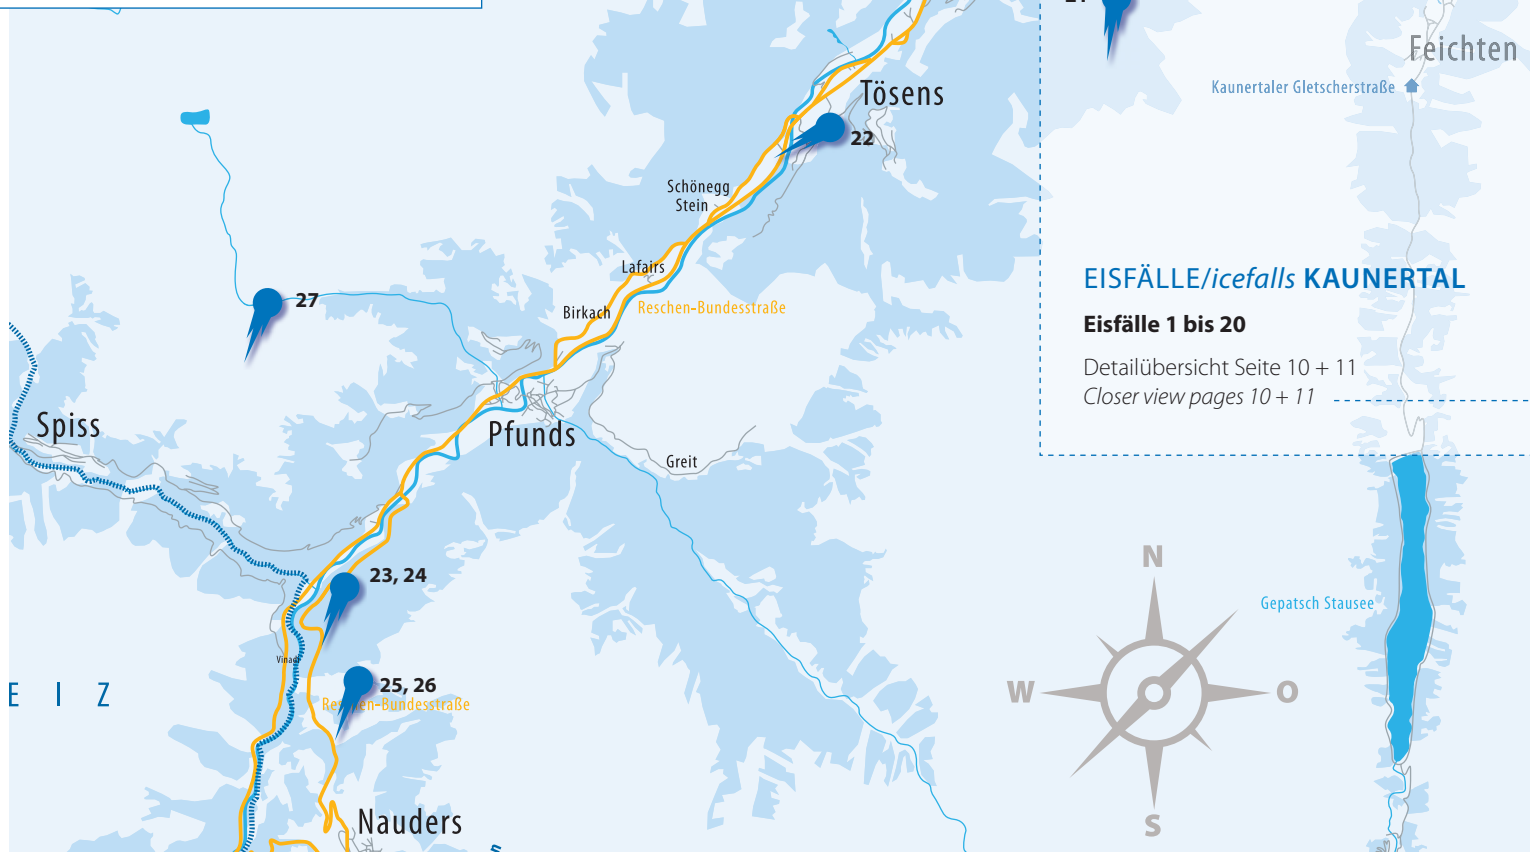 Feichten
Kaunertaler Gletscherstraße
Tösens
22
Schönegg
Stein
Lafairs
Birkach
Reschen-Bundesstraße
27
EISFÄLLE/icefalls KAUNERTAL
Eisfälle 1 bis 20
Detailübersicht Seite 10 + 11
Closer view pages 10 + 11
Spiss
Pfunds
Greit
23, 24
N
W
O
S
Gepatsch Stausee
E I Z
25, 26
Reschen-Bundesstraße
Nauders